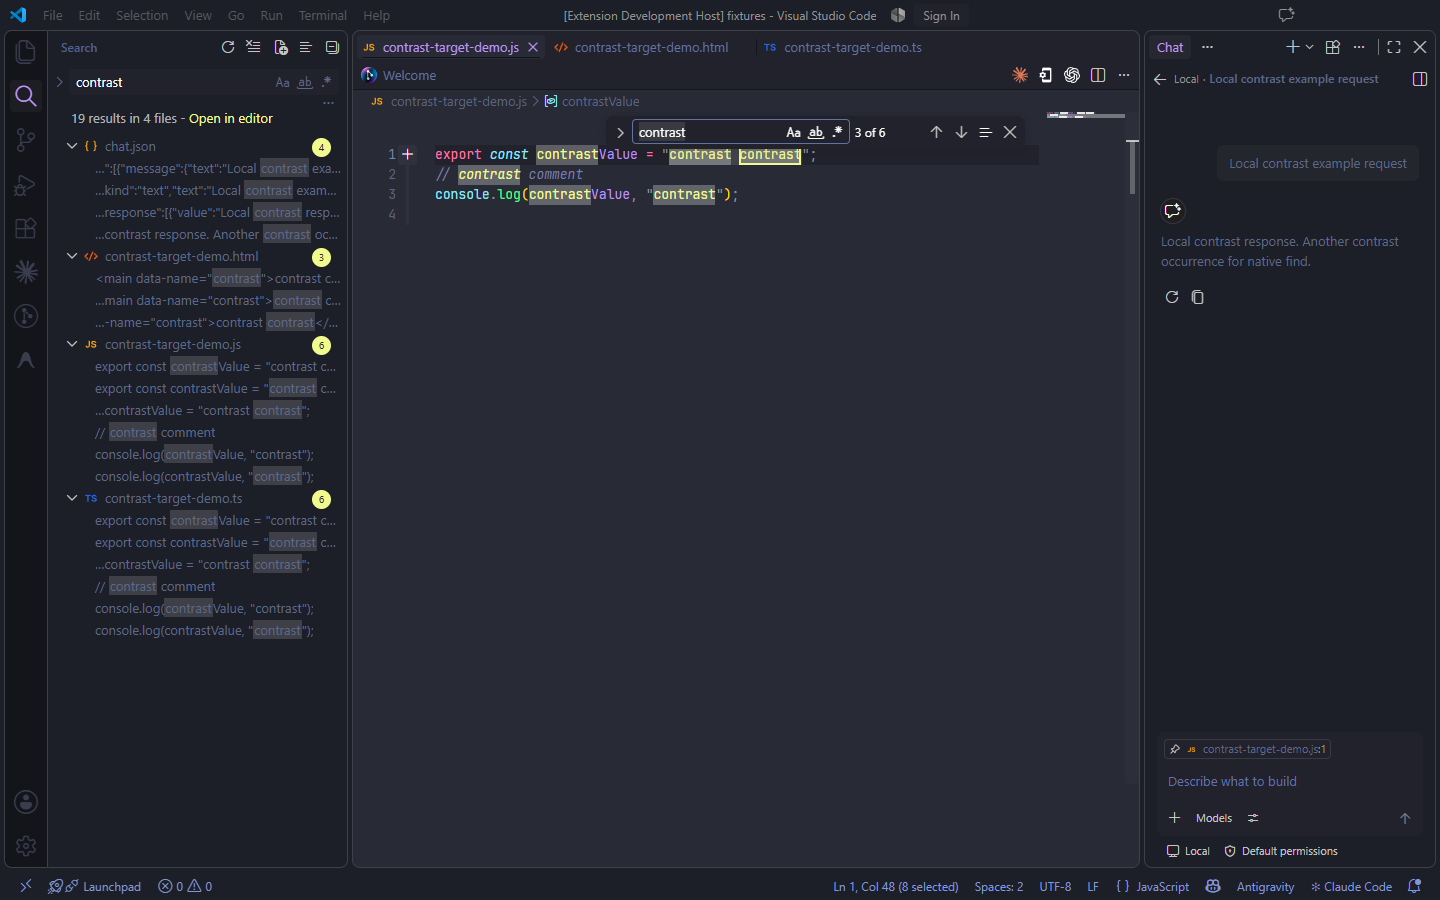 File Edit Selection View Go Run Terminal Help
[Extension Development Host] fixtures - Visual Studio Code
Sign In
Search
contrast
Aa ab .*
19 results in 4 files - Open in editor
{ } chat.json 4
...":[{"message":{"text":"Local contrast exa...
...kind":"text","text":"Local contrast exam...
...response":[{"value":"Local contrast resp...
...contrast response. Another contrast oc...
</> contrast-target-demo.html 3
<main data-name="contrast">contrast c...
...main data-name="contrast">contrast c...
...-name="contrast">contrast contrast</...
JS contrast-target-demo.js 6
export const contrastValue = "contrast c...
export const contrastValue = "contrast c...
...contrastValue = "contrast contrast";
// contrast comment
console.log(contrastValue, "contrast");
console.log(contrastValue, "contrast");
TS contrast-target-demo.ts 6
export const contrastValue = "contrast c...
export const contrastValue = "contrast c...
...contrastValue = "contrast contrast";
// contrast comment
console.log(contrastValue, "contrast");
console.log(contrastValue, "contrast");
JS contrast-target-demo.js
</> contrast-target-demo.html
TS contrast-target-demo.ts
Welcome
JS contrast-target-demo.js > contrastValue
contrast
Aa ab .*
3 of 6
1 export const contrastValue = "contrast contrast";
2 // contrast comment
3 console.log(contrastValue, "contrast");
4
Chat
Local · Local contrast example request
Local contrast example request
Local contrast response. Another contrast
occurrence for native find.
JS contrast-target-demo.js:1
Describe what to build
Models
Local Default permissions
Launchpad 0 0
Ln 1, Col 48 (8 selected) Spaces: 2 UTF-8 LF { } JavaScript Antigravity Claude Code